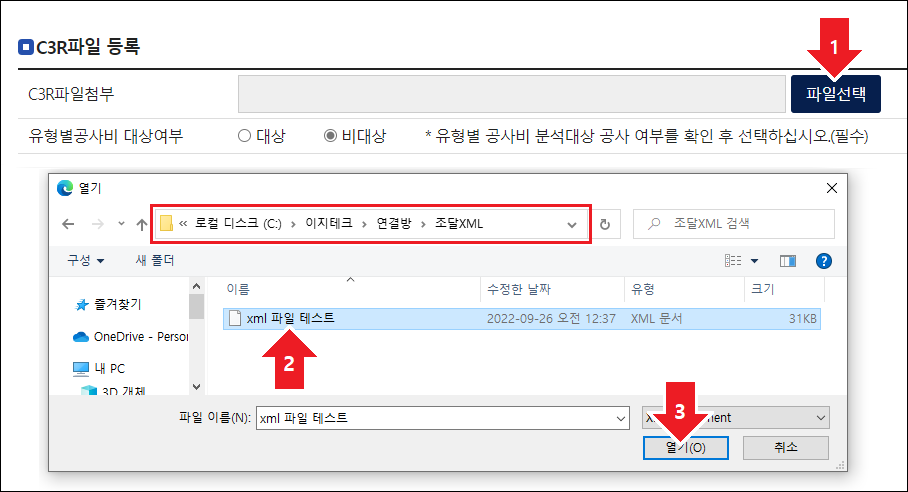 C3R파일 등록
1
C3R파일첨부
파일선택
유형별공사비 대상여부 대상 비대상 * 유형별 공사비 분석대상 공사 여부를 확인 후 선택하십시오.(필수)
열기
« 로컬 디스크 (C:) › 이지테크 › 연결방 › 조달XML
조달XML 검색
구성 새 폴더
이름 수정한 날짜 유형 크기
즐겨찾기
xml 파일 테스트 2022-09-26 오전 12:37 XML 문서 31KB
OneDrive - Person
2
내 PC
3D 개체
파일 이름(N): xml 파일 테스트
3
열기(O) 취소